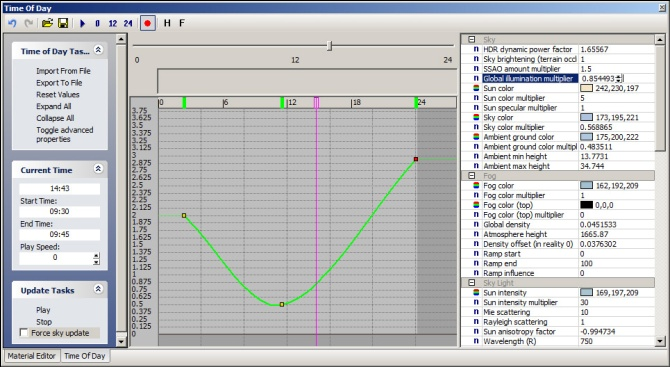 Time Of Day
0 12 24 H F
Time of Day Tas...
Import From File
Export To File
Reset Values
Expand All
Collapse All
Toggle advanced
properties
Current Time
14:43
Start Time:
09:30
End Time:
09:45
Play Speed:
0
Update Tasks
Play
Stop
Force sky update
0 12 24
0 6 12 18 24
3.75
3.625
3.5
3.375
3.25
3.125
3
2.875
2.75
2.625
2.5
2.375
2.25
2.125
2
1.875
1.75
1.625
1.5
1.375
1.25
1.125
1
0.875
0.75
0.625
0.5
0.375
0.25
0.125
0
Sky
HDR dynamic power factor 1.65567
Sky brightening (terrain occl 1
SSAO amount multiplier 1.5
Global illumination multiplier 0.854493
Sun color 242,230,197
Sun color multiplier 5
Sun specular multiplier 1
Sky color 173,195,221
Sky color multiplier 0.568865
Ambient ground color 175,200,222
Ambient ground color multipl 0.483511
Ambient min height 13.7731
Ambient max height 34.744
Fog
Fog color 162,192,209
Fog color multiplier 1
Fog color (top) 0,0,0
Fog color (top) multiplier 0
Global density 0.0451533
Atmosphere height 1665.87
Density offset (in reality 0) 0.0376302
Ramp start 0
Ramp end 100
Ramp influence 0
Sky Light
Sun intensity 169,197,209
Sun intensity multiplier 30
Mie scattering 10
Rayleigh scattering 1
Sun anisotropy factor -0.994734
Wavelength (R) 750
Material Editor Time Of Day